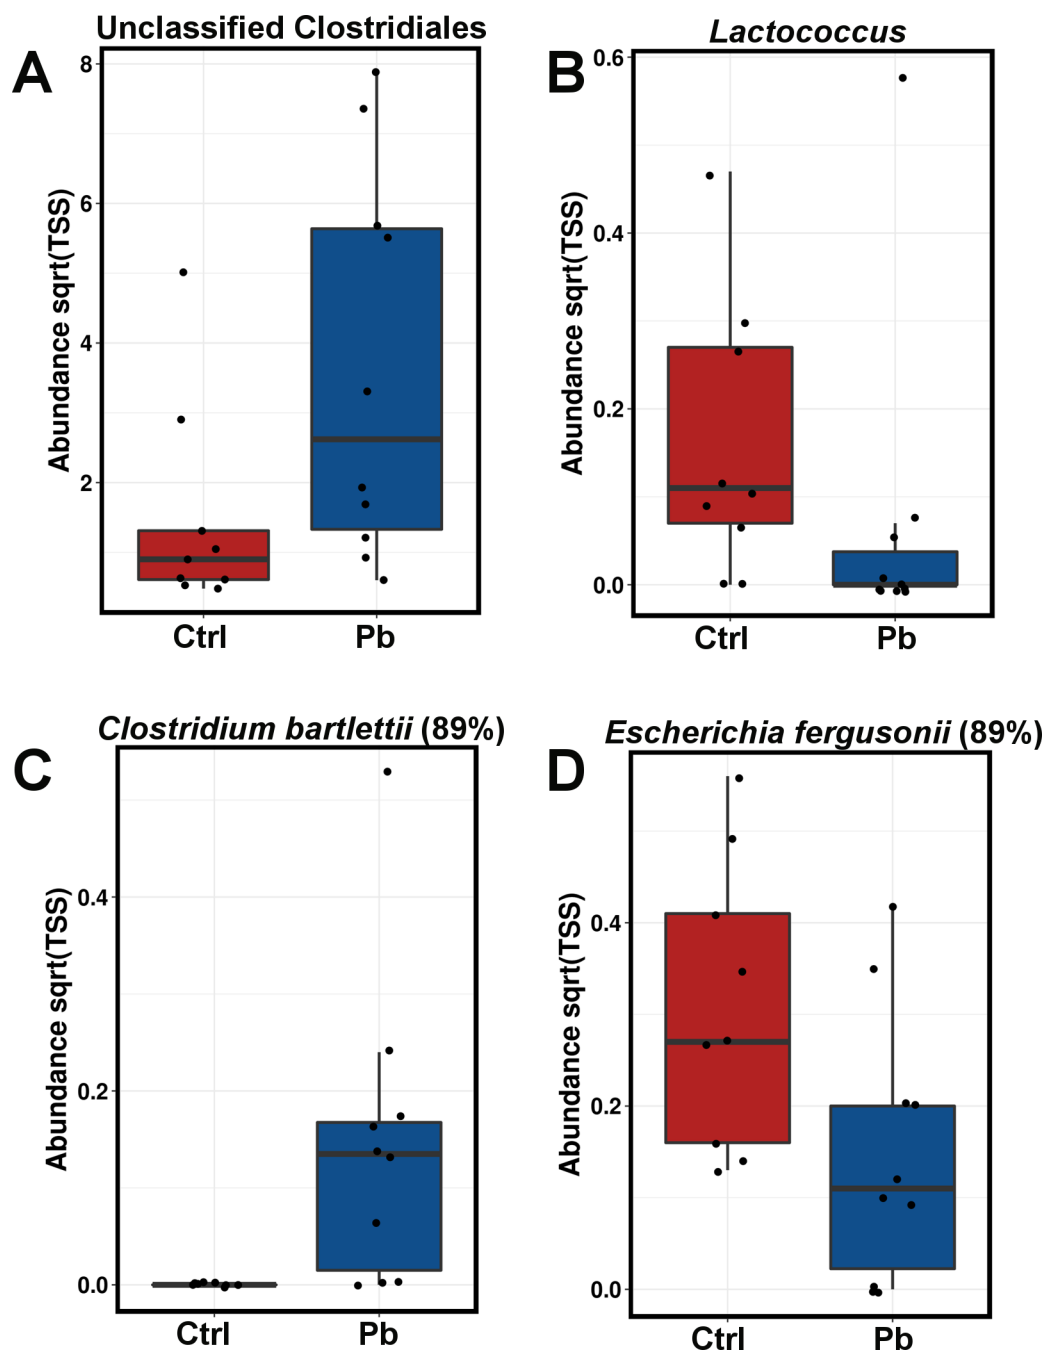 A
Unclassified Clostridiales
Abundance sqrt(TSS)
8
6
4
2
Ctrl
Pb
B
Lactococcus
Abundance sqrt(TSS)
0.6
0.4
0.2
0.0
Ctrl
Pb
C
Clostridium bartlettii (89%)
Abundance sqrt(TSS)
0.4
0.2
0.0
Ctrl
Pb
D
Escherichia fergusonii (89%)
Abundance sqrt(TSS)
0.4
0.2
0.0
Ctrl
Pb